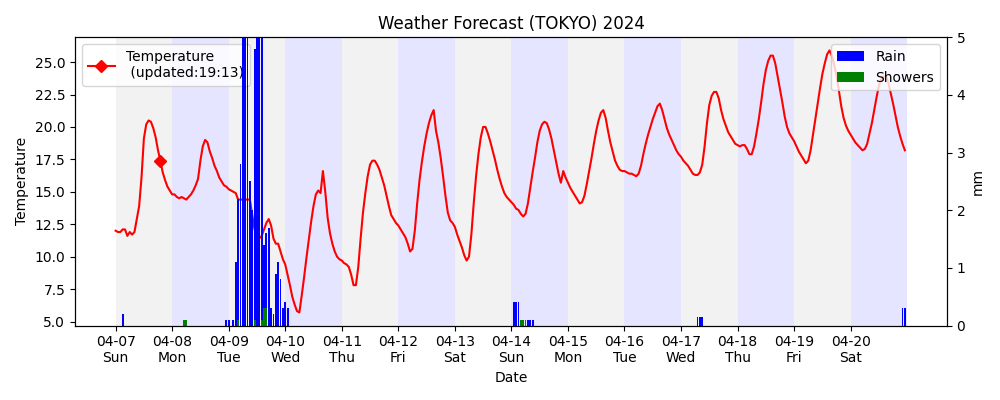 Weather Forecast (TOKYO) 2024
Temperature
(updated:19:13)
Rain
Showers
Temperature
25.0
22.5
20.0
17.5
15.0
12.5
10.0
7.5
5.0
5
4
3
2
1
0
mm
04-07 04-08 04-09 04-10 04-11 04-12 04-13 04-14 04-15 04-16 04-17 04-18 04-19 04-20
Sun Mon Tue Wed Thu Fri Sat Sun Mon Tue Wed Thu Fri Sat
Date